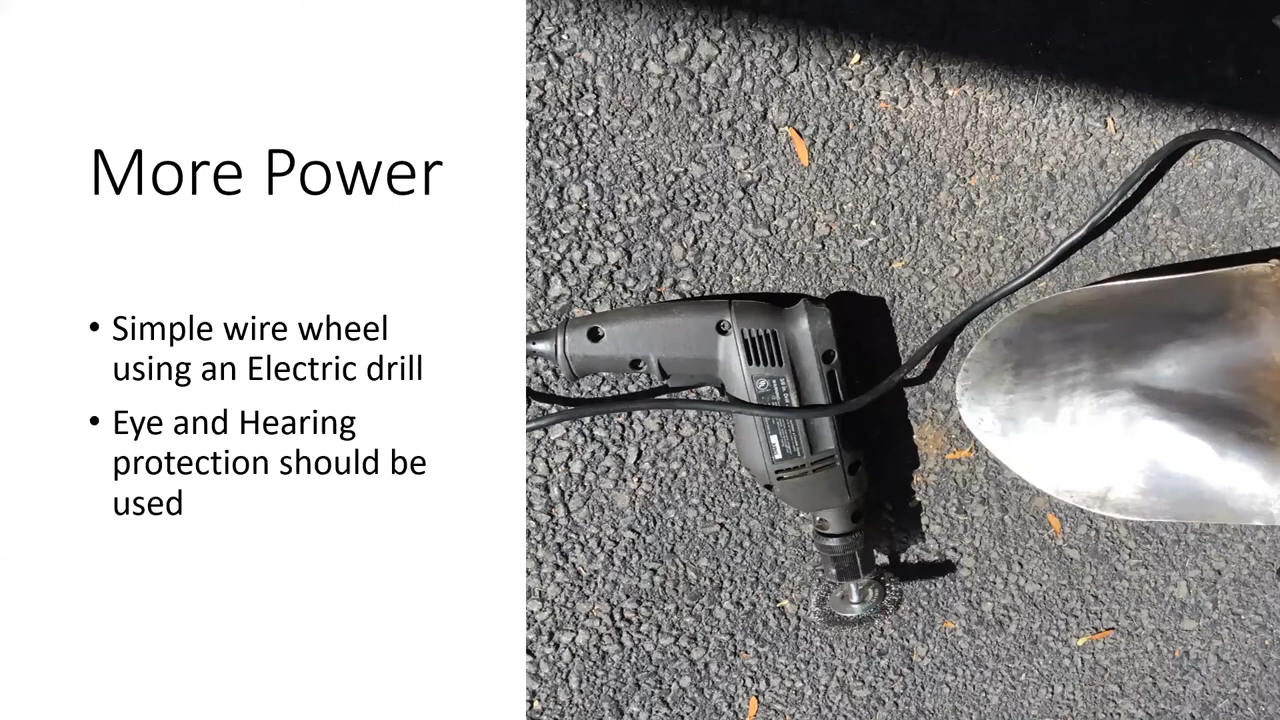 More Power
• Simple wire wheel
using an Electric drill
• Eye and Hearing
protection should be
used